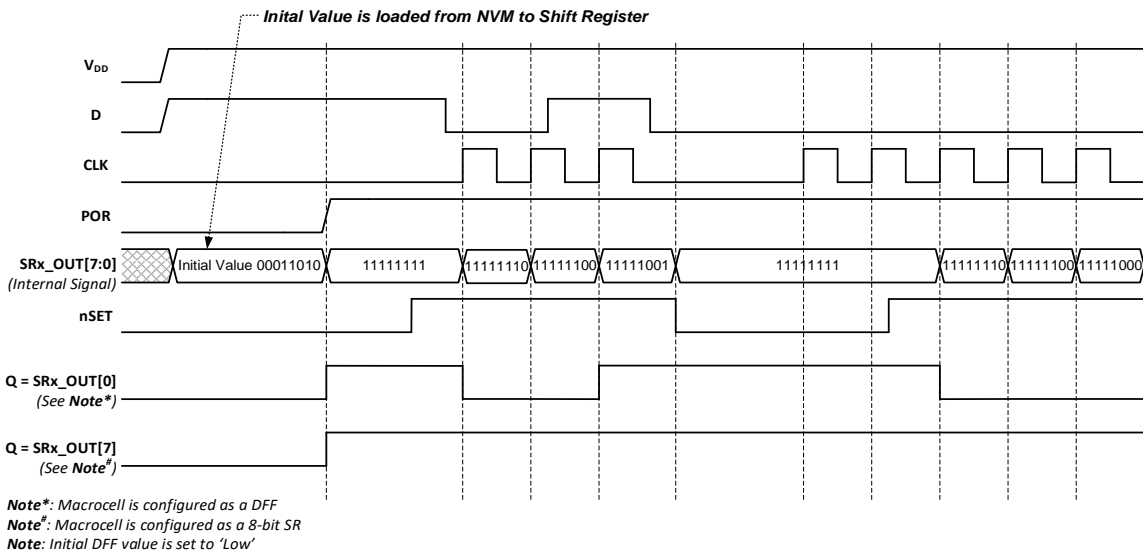 Inital Value is loaded from NVM to Shift Register
VDD
D
CLK
POR
SRx_OUT[7:0]
(Internal Signal)
Initial Value 00011010 11111111 11111110 11111100 11111001 11111111 11111110 11111100 11111000
nSET
Q = SRx_OUT[0]
(See Note*)
Q = SRx_OUT[7]
(See Note#)
Note*: Macrocell is configured as a DFF
Note#: Macrocell is configured as a 8-bit SR
Note: Initial DFF value is set to ‘Low’